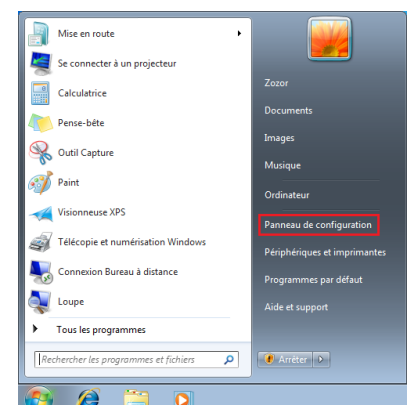 Mise en route
Se connecter à un projecteur
Calculatrice
Pense-bête
Outil Capture
Paint
Visionneuse XPS
Télécopie et numérisation Windows
Connexion Bureau à distance
Loupe
Tous les programmes
Rechercher les programmes et fichiers
Zozor
Documents
Images
Musique
Ordinateur
Panneau de configuration
Périphériques et imprimantes
Programmes par défaut
Aide et support
Arrêter